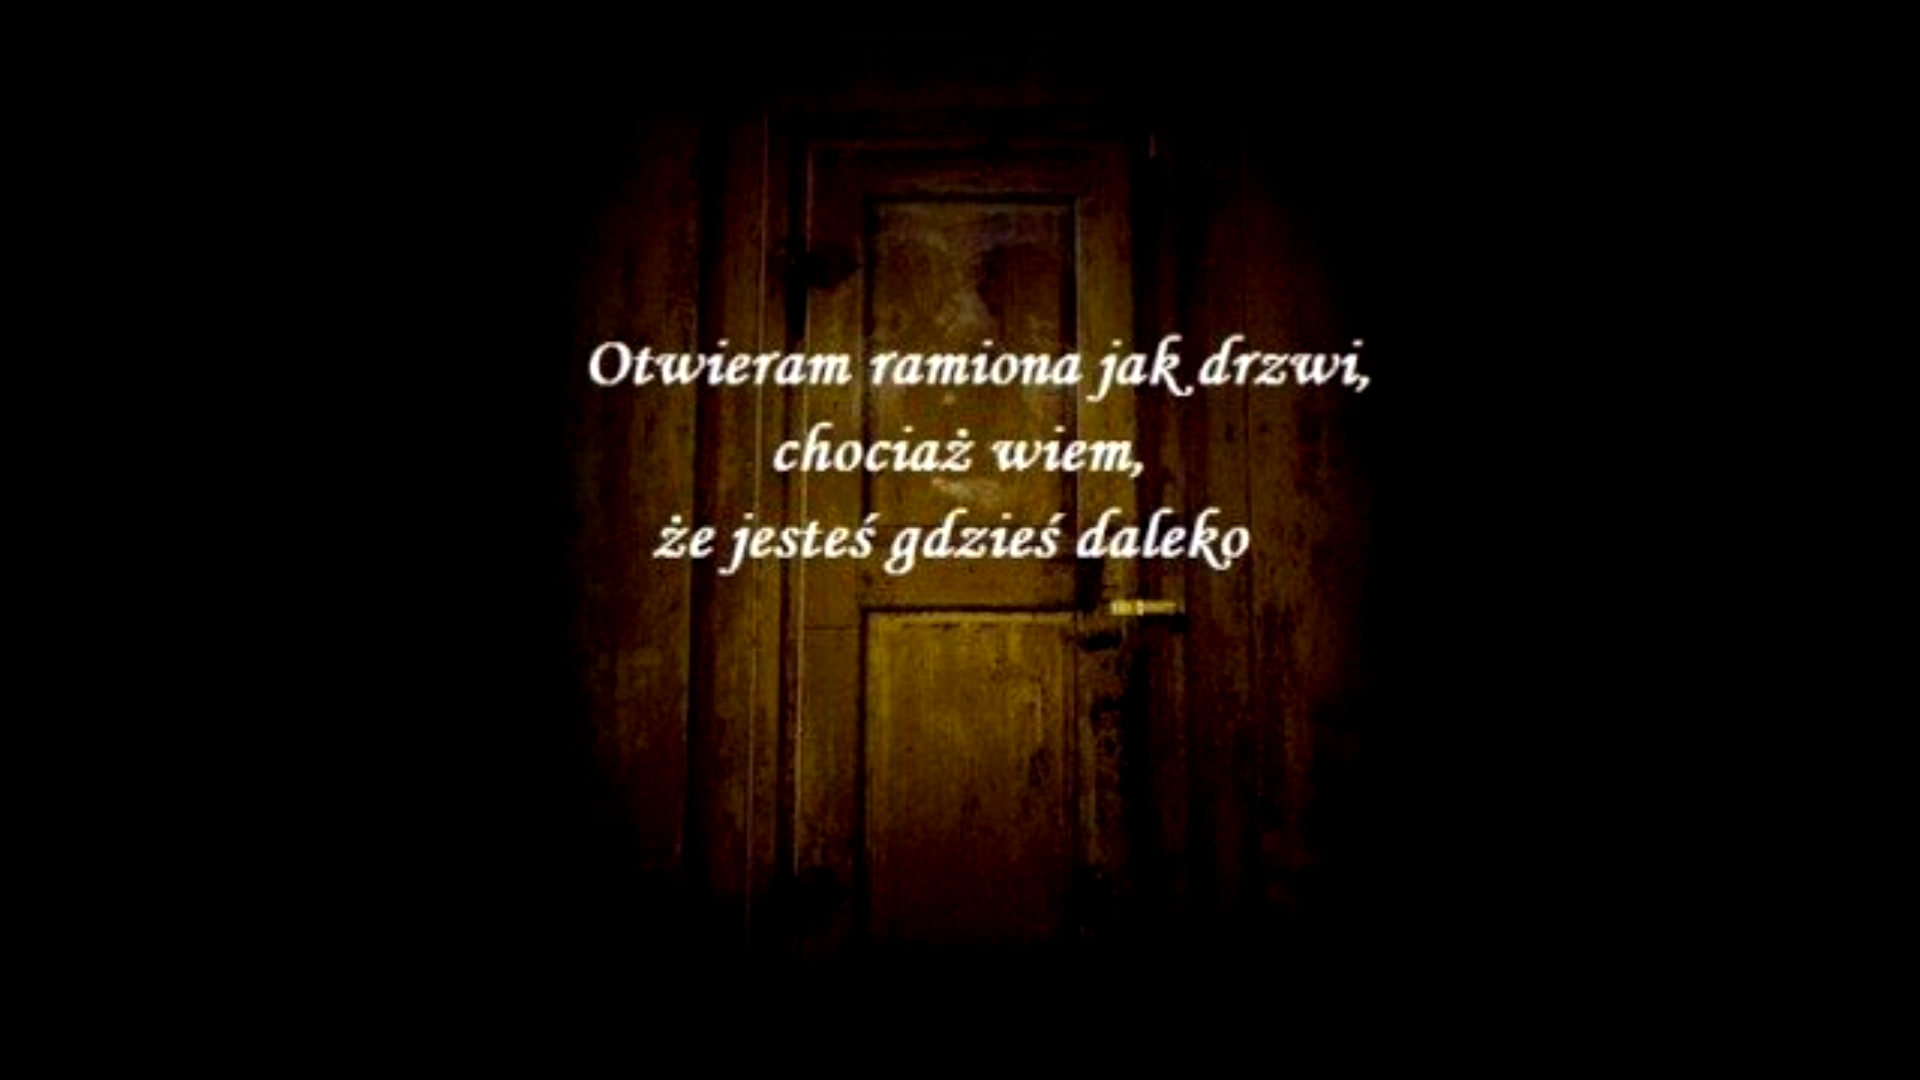 Otwieram ramiona jak drzwi,
chociaż wiem,
że jesteś gdzieś daleko